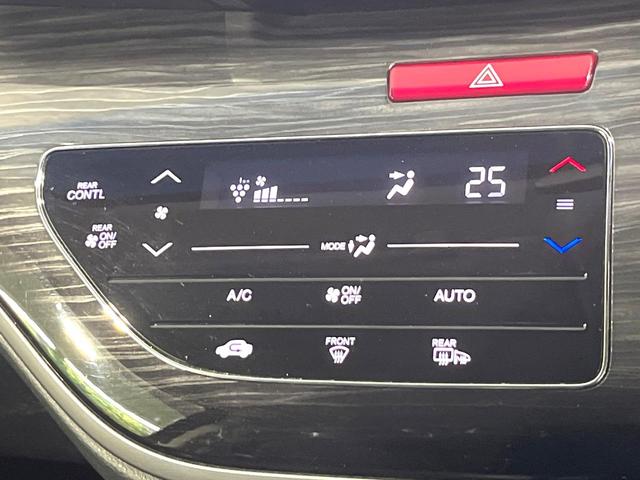 REAR
CONTL
25
REAR
ON/
OFF
MODE
A/C
ON/
OFF
AUTO
FRONT
REAR